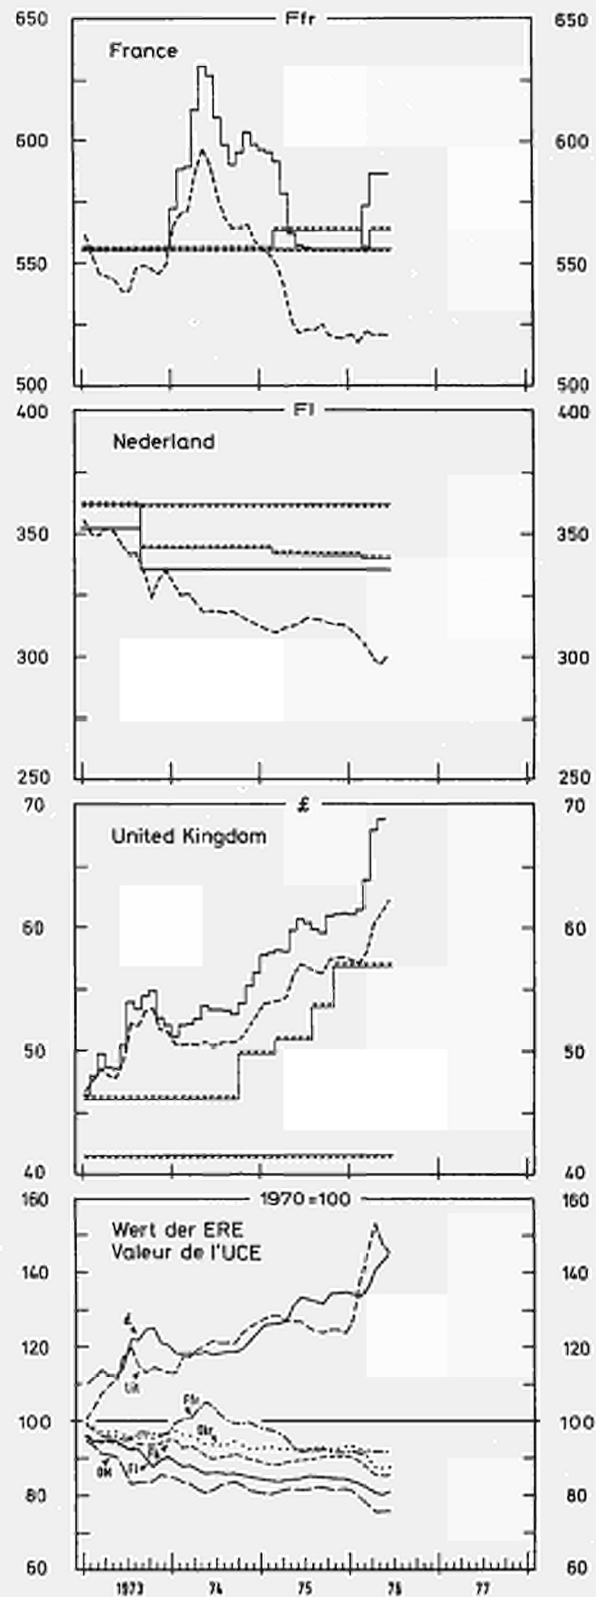 650 Ffr 650
France
600 600
550 550
500 500
400 Fl 400
Nederland
350 350
300 300
250 250
70 £ 70
United Kingdom
60 60
50 50
40 40
160 1970=100 160
Wert der ERE
Valeur de l'UCE
140 140
£
120 120
Lit
Ffr
Dkr
100 100
Fl
DM
80 80
60 60
1973 74 75 76 77